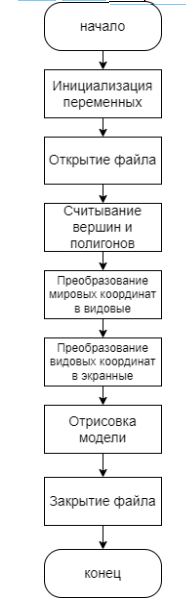 начало
Инициализация
переменных
Открытие файла
Считывание
вершин и
полигонов
Преобразование
мировых координат
в видовые
Преобразование
видовых координат
в экранные
Отрисовка
модели
Закрытие файла
конец